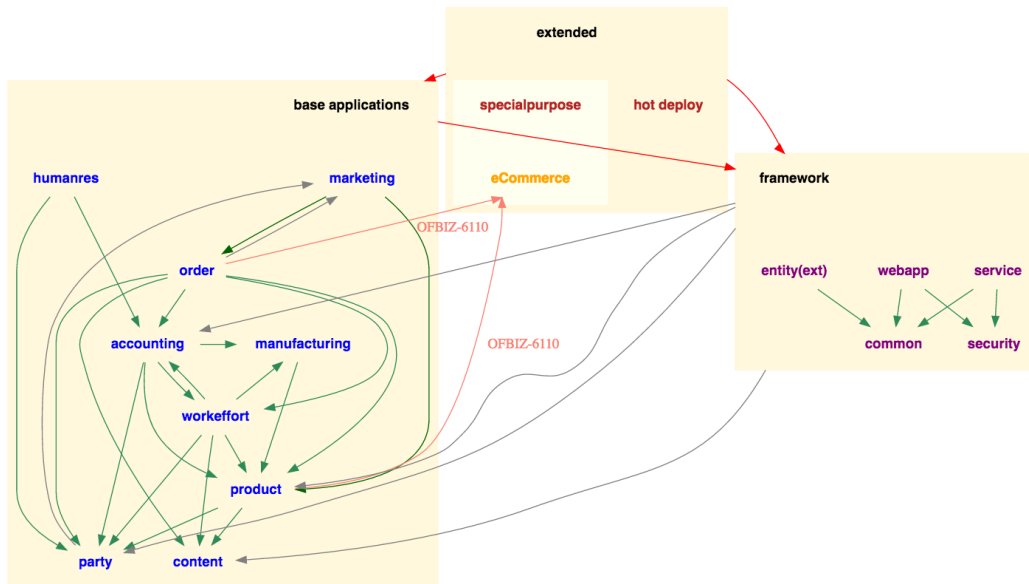 extended
base applications
specialpurpose
hot deploy
humanres
marketing
eCommerce
framework
OFBIZ-6110
order
entity(ext)
webapp
service
accounting
manufacturing
OFBIZ-6110
common
security
workeffort
product
party
content